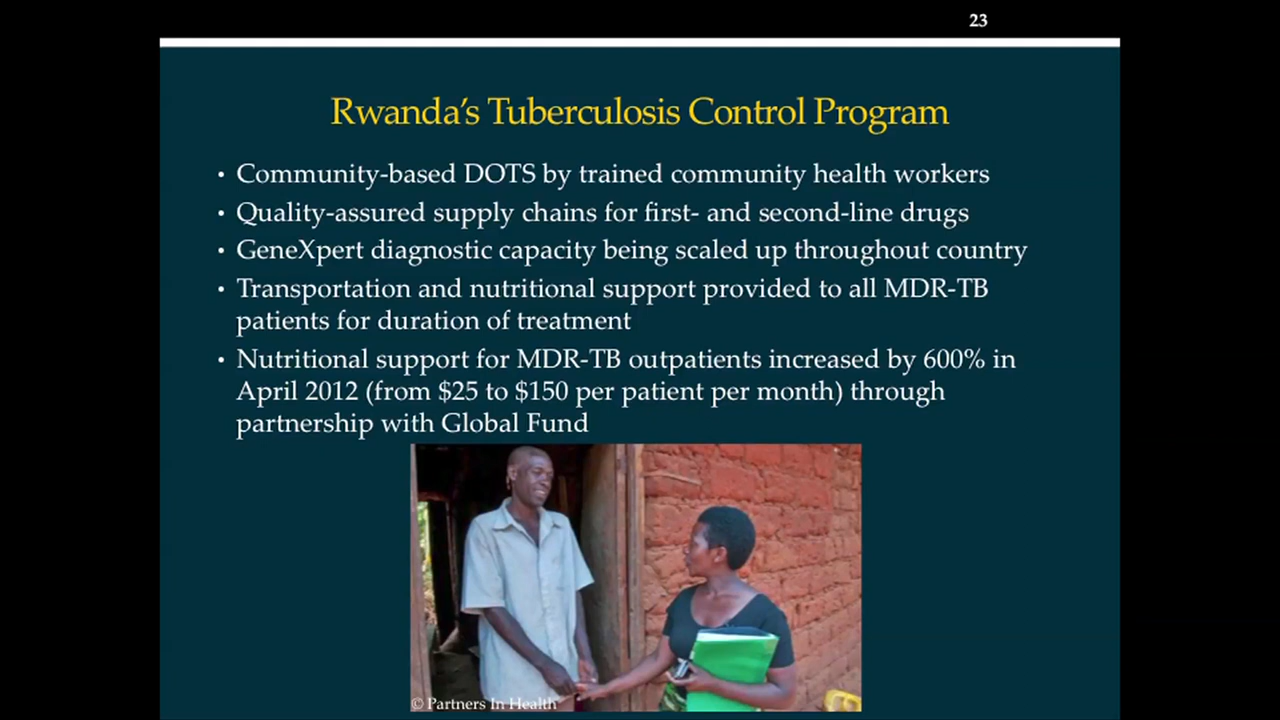 23
Rwanda’s Tuberculosis Control Program
• Community-based DOTS by trained community health workers
• Quality-assured supply chains for first- and second-line drugs
• GeneXpert diagnostic capacity being scaled up throughout country
• Transportation and nutritional support provided to all MDR-TB
patients for duration of treatment
• Nutritional support for MDR-TB outpatients increased by 600% in
April 2012 (from $25 to $150 per patient per month) through
partnership with Global Fund
© Partners In Health